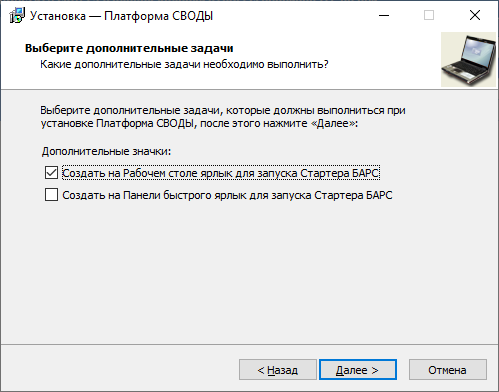 Установка — Платформа СВОДЫ
Выберите дополнительные задачи
Какие дополнительные задачи необходимо выполнить?
Выберите дополнительные задачи, которые должны выполниться при
установке Платформа СВОДЫ, после этого нажмите «Далее»:
Дополнительные значки:
Создать на Рабочем столе ярлык для запуска Стартера БАРС
Создать на Панели быстрого ярлык для запуска Стартера БАРС
< Назад
Далее >
Отмена